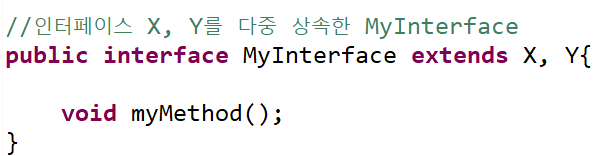 //인터페이스 X, Y를 다중 상속한 MyInterface
public interface MyInterface extends X, Y{
void myMethod();
}